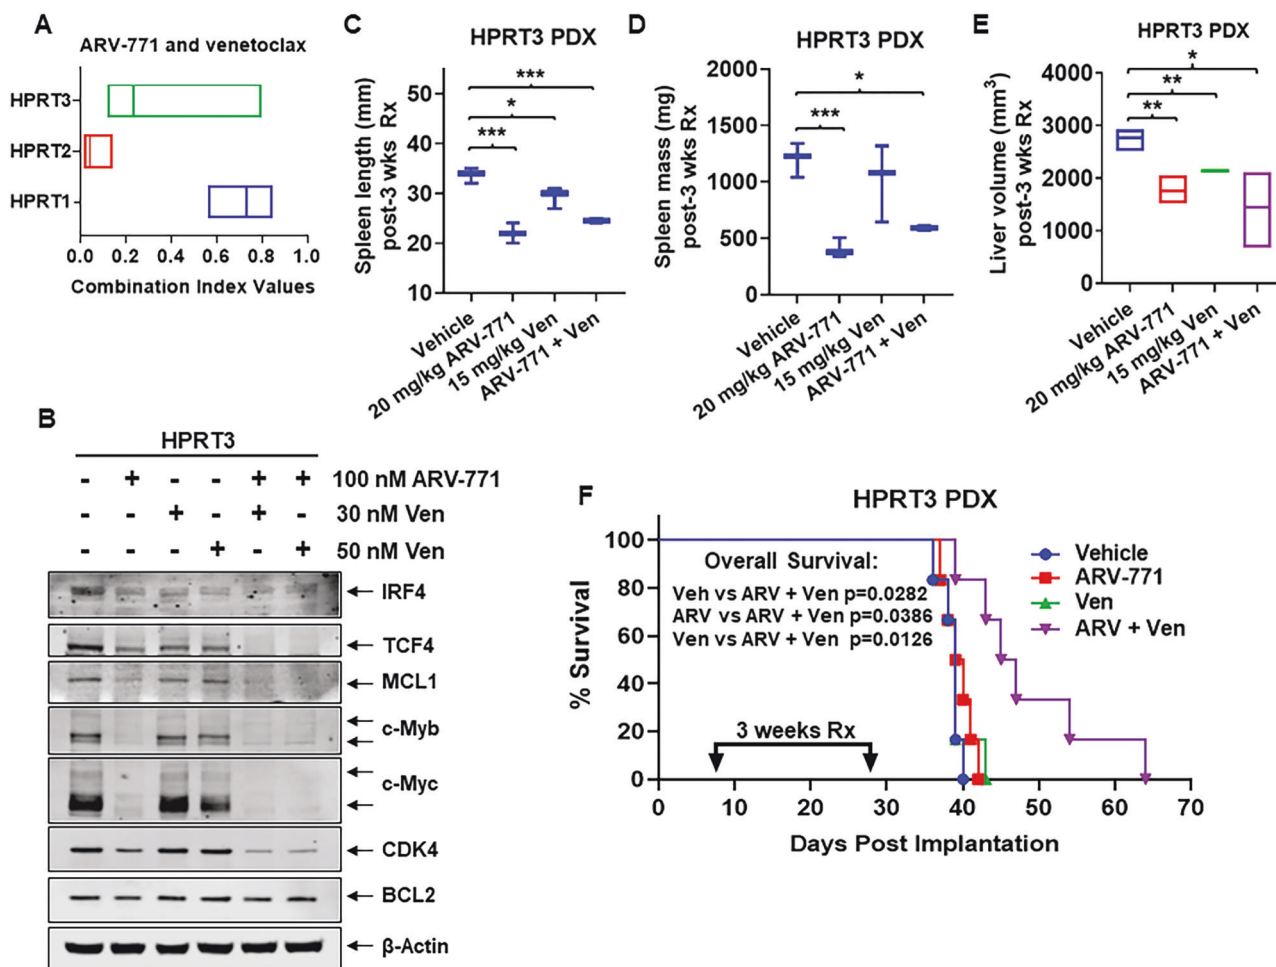 A
ARV-771 and venetoclax
HPRT3
HPRT2
HPRT1
0.0 0.2 0.4 0.6 0.8 1.0
Combination Index Values
C
HPRT3 PDX
Spleen length (mm)
post-3 wks Rx
50
40
30
20
10
***
*
***
Vehicle
20 mg/kg ARV-771
15 mg/kg Ven
ARV-771 + Ven
D
HPRT3 PDX
Spleen mass (mg)
post-3 wks Rx
2000
1500
1000
500
0
*
***
Vehicle
20 mg/kg ARV-771
15 mg/kg Ven
ARV-771 + Ven
E
HPRT3 PDX
Liver volume (mm³)
post-3 wks Rx
4000
3000
2000
1000
0
*
**
**
Vehicle
20 mg/kg ARV-771
15 mg/kg Ven
ARV-771 + Ven
B
HPRT3
- + - - + + 100 nM ARV-771
- - + - + - 30 nM Ven
- - - + - + 50 nM Ven
IRF4
TCF4
MCL1
c-Myb
c-Myc
CDK4
BCL2
β-Actin
F
HPRT3 PDX
% Survival
100
80
60
40
20
0
Overall Survival:
Veh vs ARV + Ven p=0.0282
ARV vs ARV + Ven p=0.0386
Ven vs ARV + Ven p=0.0126
3 weeks Rx
Vehicle
ARV-771
Ven
ARV + Ven
0 10 20 30 40 50 60 70
Days Post Implantation